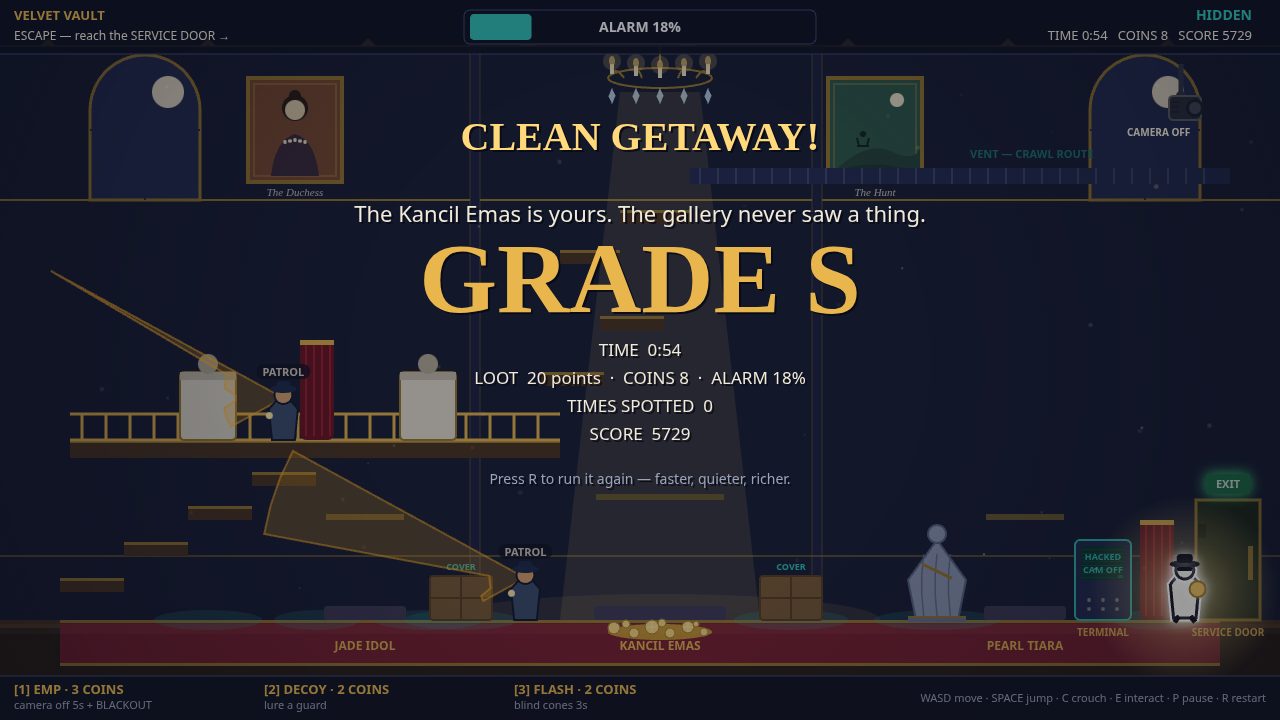 VELVET VAULT
ESCAPE — reach the SERVICE DOOR →
ALARM 18%
HIDDEN
TIME 0:54 COINS 8 SCORE 5729
CAMERA OFF
CLEAN GETAWAY!
VENT — CRAWL ROUTE
The Duchess
The Hunt
The Kancil Emas is yours. The gallery never saw a thing.
GRADE S
TIME 0:54
PATROL
LOOT 20 points · COINS 8 · ALARM 18%
TIMES SPOTTED 0
SCORE 5729
Press R to run it again — faster, quieter, richer.
EXIT
PATROL
COVER
COVER
HACKED
CAM OFF
TERMINAL
SERVICE DOOR
JADE IDOL
KANCIL EMAS
PEARL TIARA
[1] EMP · 3 COINS
camera off 5s + BLACKOUT
[2] DECOY · 2 COINS
lure a guard
[3] FLASH · 2 COINS
blind cones 3s
WASD move · SPACE jump · C crouch · E interact · P pause · R restart